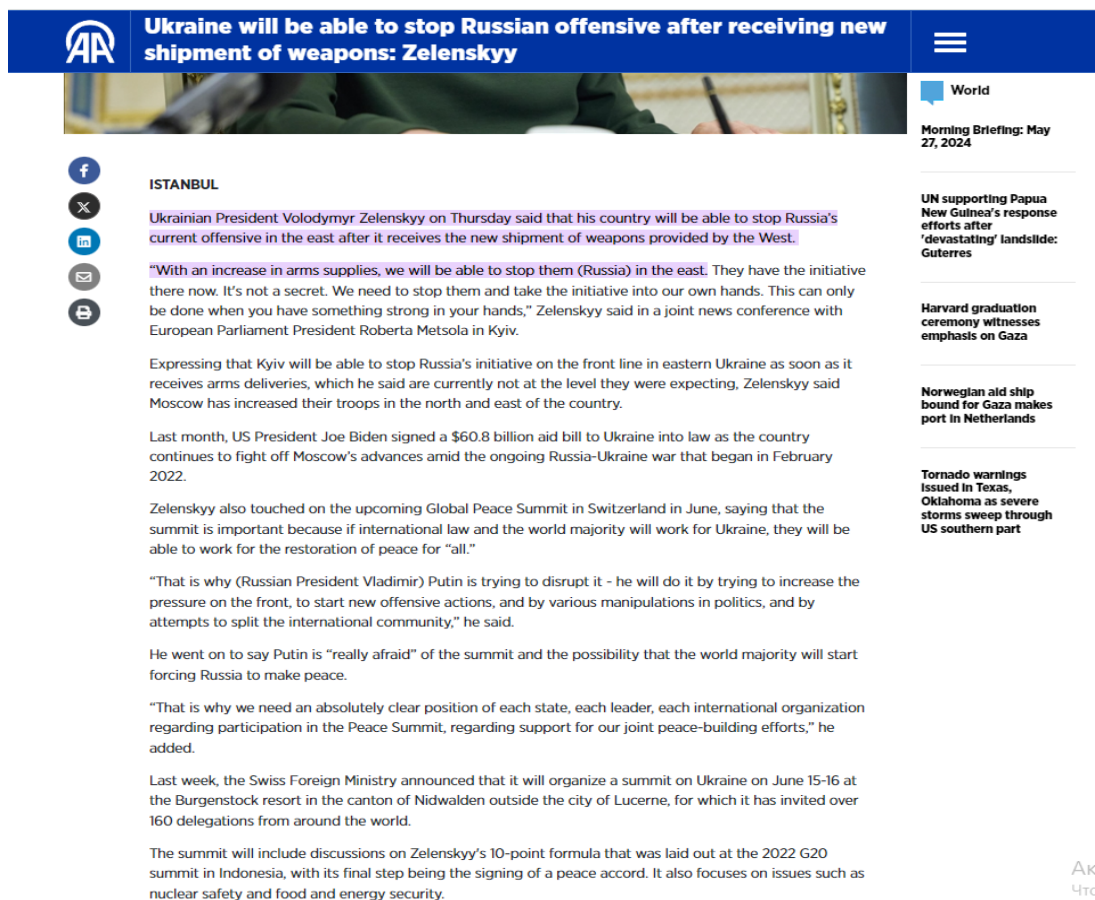 Ukraine will be able to stop Russian offensive after receiving new
shipment of weapons: Zelenskyy
AA
ISTANBUL
Ukrainian President Volodymyr Zelenskyy on Thursday said that his country will be able to stop Russia's
current offensive in the east after it receives the new shipment of weapons provided by the West.
“With an increase in arms supplies, we will be able to stop them (Russia) in the east. They have the initiative
there now. It's not a secret. We need to stop them and take the initiative into our own hands. This can only
be done when you have something strong in your hands,” Zelenskyy said in a joint news conference with
European Parliament President Roberta Metsola in Kyiv.
Expressing that Kyiv will be able to stop Russia's initiative on the front line in eastern Ukraine as soon as it
receives arms deliveries, which he said are currently not at the level they were expecting, Zelenskyy said
Moscow has increased their troops in the north and east of the country.
Last month, US President Joe Biden signed a $60.8 billion aid bill to Ukraine into law as the country
continues to fight off Moscow's advances amid the ongoing Russia-Ukraine war that began in February
2022.
Zelenskyy also touched on the upcoming Global Peace Summit in Switzerland in June, saying that the
summit is important because if international law and the world majority will work for Ukraine, they will be
able to work for the restoration of peace for “all.”
“That is why (Russian President Vladimir) Putin is trying to disrupt it - he will do it by trying to increase the
pressure on the front, to start new offensive actions, and by various manipulations in politics, and by
attempts to split the international community,” he said.
He went on to say Putin is “really afraid” of the summit and the possibility that the world majority will start
forcing Russia to make peace.
“That is why we need an absolutely clear position of each state, each leader, each international organization
regarding participation in the Peace Summit, regarding support for our joint peace-building efforts,” he
added.
Last week, the Swiss Foreign Ministry announced that it will organize a summit on Ukraine on June 15-16 at
the Burgenstock resort in the canton of Nidwalden outside the city of Lucerne, for which it has invited over
160 delegations from around the world.
The summit will include discussions on Zelenskyy's 10-point formula that was laid out at the 2022 G20
summit in Indonesia, with its final step being the signing of a peace accord. It also focuses on issues such as
nuclear safety and food and energy security.
World
Morning Briefing: May
27, 2024
UN supporting Papua
New Guinea's response
efforts after
'devastating' landslide:
Guterres
Harvard graduation
ceremony witnesses
emphasis on Gaza
Norwegian aid ship
bound for Gaza makes
port in Netherlands
Tornado warnings
issued in Texas,
Oklahoma as severe
storms sweep through
US southern part